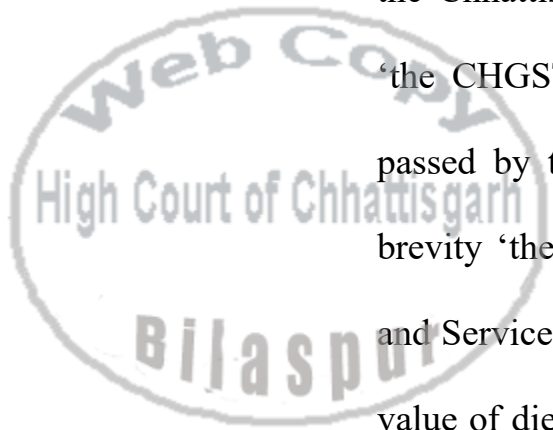 Web Copy
High Court of Chhattisgarh
Bilaspur
the Chhattis
'the CHGST
passed by t
brevity 'the
and Service
value of die